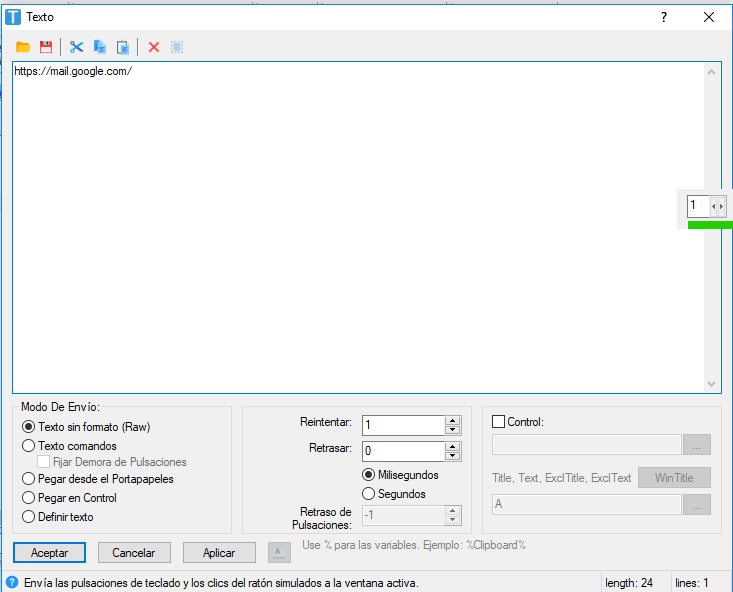 Texto
https://mail.google.com/
1
Modo De Envío:
Texto sin formato (Raw)
Texto comandos
Fijar Demora de Pulsaciones
Pegar desde el Portapapeles
Pegar en Control
Definir texto
Reintentar:
1
Retrasar:
0
Milisegundos
Segundos
Retraso de
Pulsaciones:
-1
Control:
...
Title, Text, ExclTitle, ExclText
WinTitle
A
...
Aceptar
Cancelar
Aplicar
A
Use % para las variables. Ejemplo: %Clipboard%
Envía las pulsaciones de teclado y los clics del ratón simulados a la ventana activa.
length: 24
lines: 1